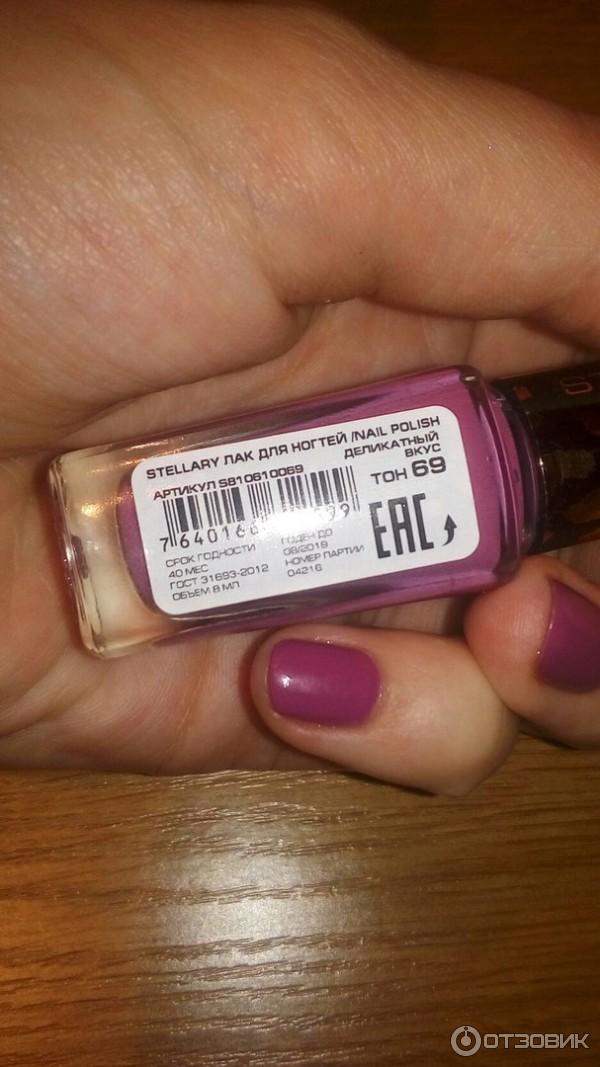 STELLARY ЛАК ДЛЯ НОГТЕЙ /NAIL POLISH
ДЕЛИКАТНЫЙ
ВКУС
ТОН 69
АРТИКУЛ S810610069
СРОК ГОДНОСТИ
40 МЕС
ГОСТ 31693-2012
ОБЪЕМ 8 МЛ
ГОДЕН ДО
08/2019
НОМЕР ПАРТИИ
04216
EAC
ОТЗОВИК